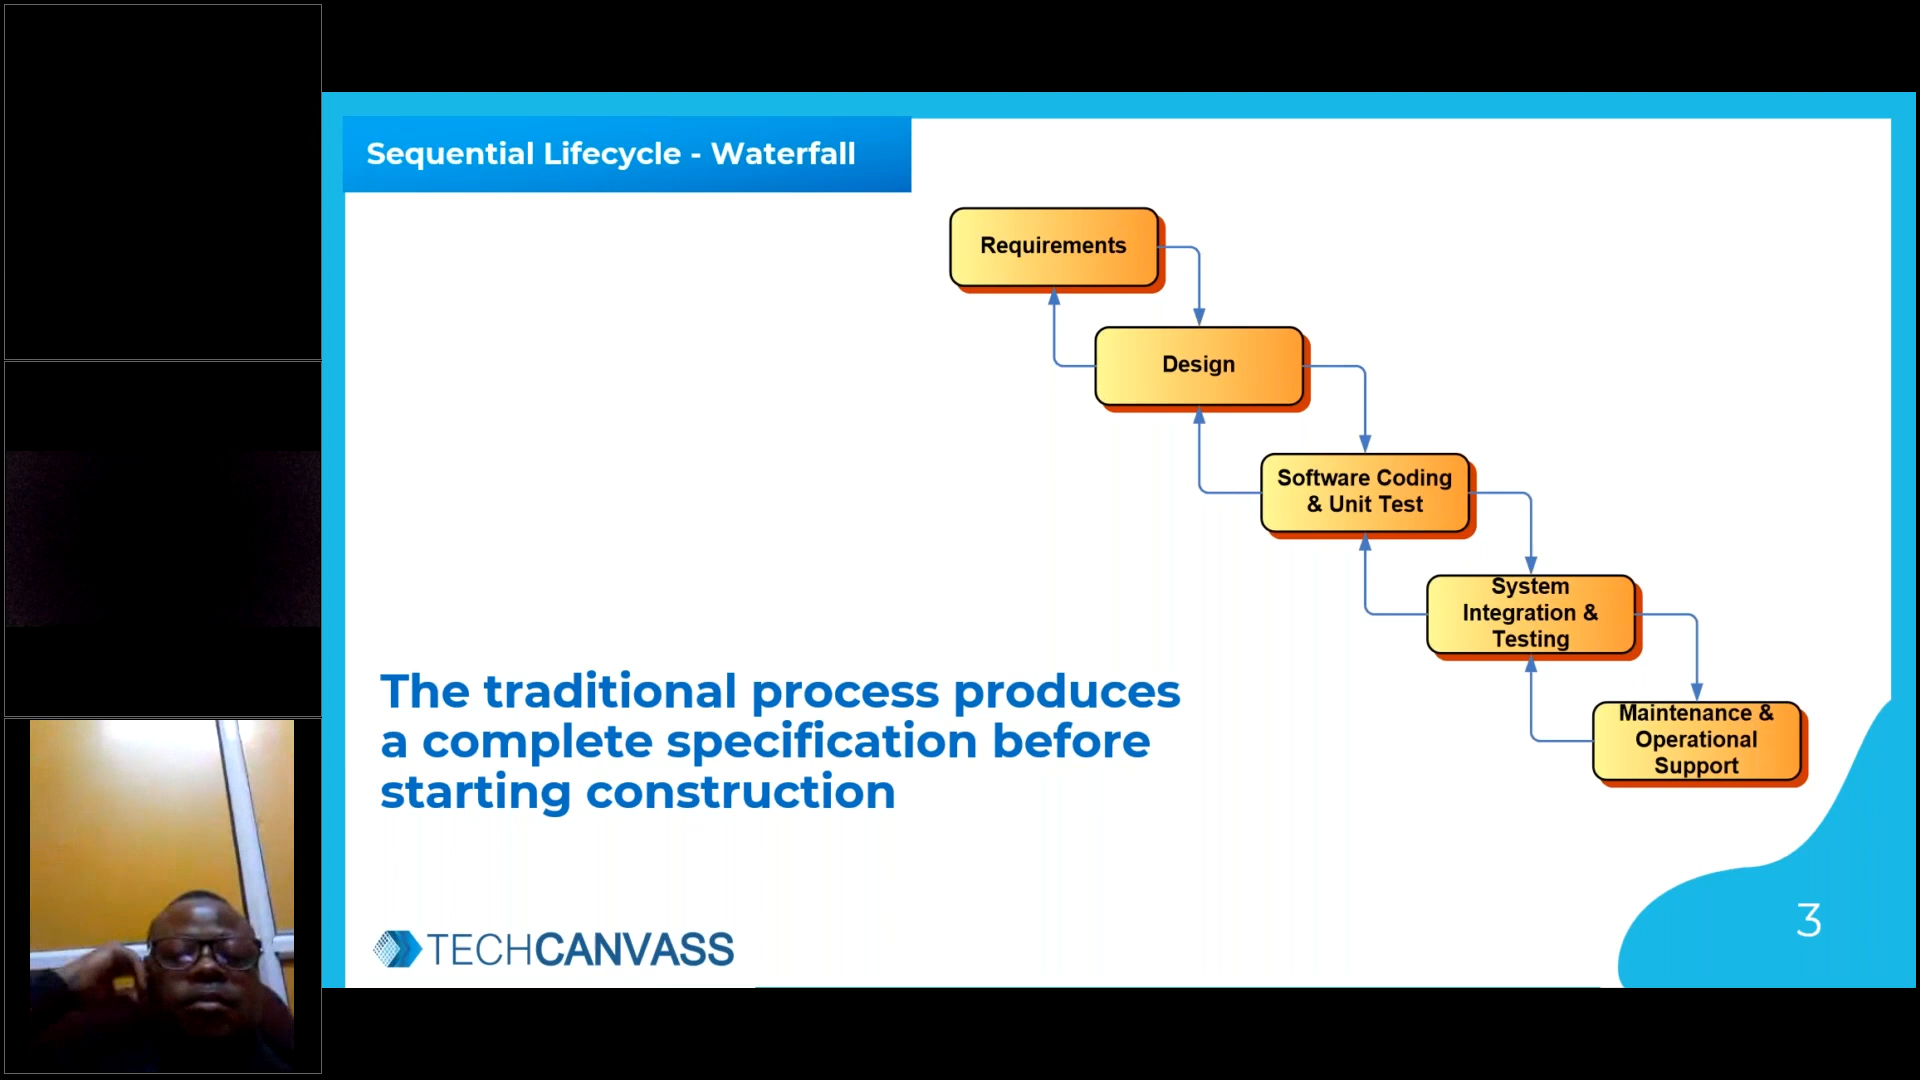 Sequential Lifecycle - Waterfall
Requirements
Design
Software Coding
& Unit Test
System
Integration &
Testing
Maintenance &
Operational
Support
The traditional process produces
a complete specification before
starting construction
TECHCANVASS
3